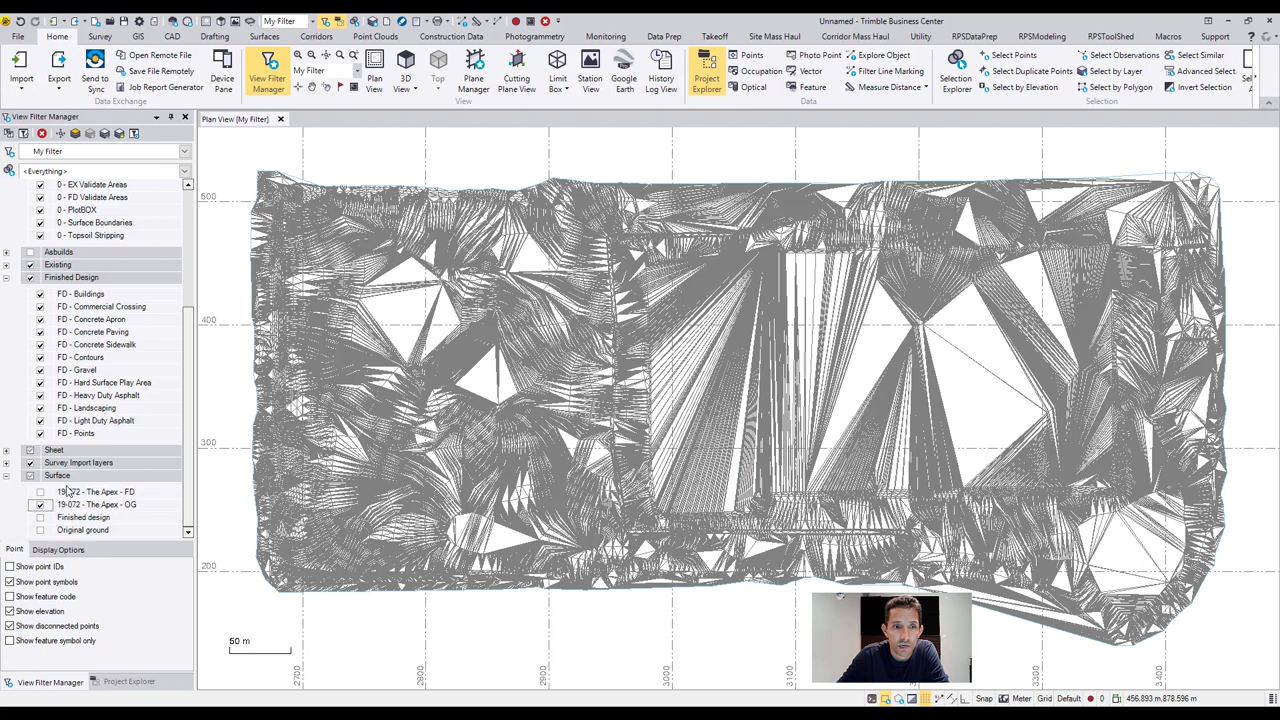 My Filter
Unnamed - Trimble Business Center
File Home Survey GIS CAD Drafting Surfaces Corridors Point Clouds Construction Data Takeoff Photogrammetry Monitoring Data Prep Site Mass Haul Corridor Mass Haul Utility RPSDataPrep RPSModeling RPSToolShed Macros Support
Import
Export
Send to Sync
Open Remote File
Save File Remotely
Job Report Generator
Device Pane
Data Exchange
View Filter Manager
My Filter
Plan View
3D View
Top
Plane Manager
Cutting Plane View
Limit Box
Station View
Google Earth
History Log View
View
Project Explorer
Points
Occupation
Optical
Photo Point
Vector
Feature
Explore Object
Filter Line Marking
Measure Distance
Data
Selection Explorer
Select Points
Select Duplicate Points
Select by Elevation
Select Observations
Select by Layer
Select by Polygon
Select Similar
Advanced Select
Invert Selection
Selection
View Filter Manager
Plan View [My Filter]
My Filter
<Everything>
0 - EX Validate Areas
0 - FD Validate Areas
0 - PlotBOX
0 - Surface Boundaries
0 - Topsoil Stripping
Asbuilds
Existing
Finished Design
FD - Buildings
FD - Commercial Crossing
FD - Concrete Apron
FD - Concrete Paving
FD - Concrete Sidewalk
FD - Contours
FD - Gravel
FD - Hard Surface Play Area
FD - Heavy Duty Asphalt
FD - Landscaping
FD - Light Duty Asphalt
FD - Points
Sheet
Survey Import layers
Surface
19-072 - The Apex - FD
19-072 - The Apex - OG
Finished design
Original ground
Point Display Options
Show point IDs
Show point symbols
Show feature code
Show elevation
Show disconnected points
Show feature symbol only
View Filter Manager Project Explorer
500
400
300
200
50 m
2700 2800 2900 3000 3100 3300 3400
Snap Meter Grid Default 0 456.893 m,878.596 m